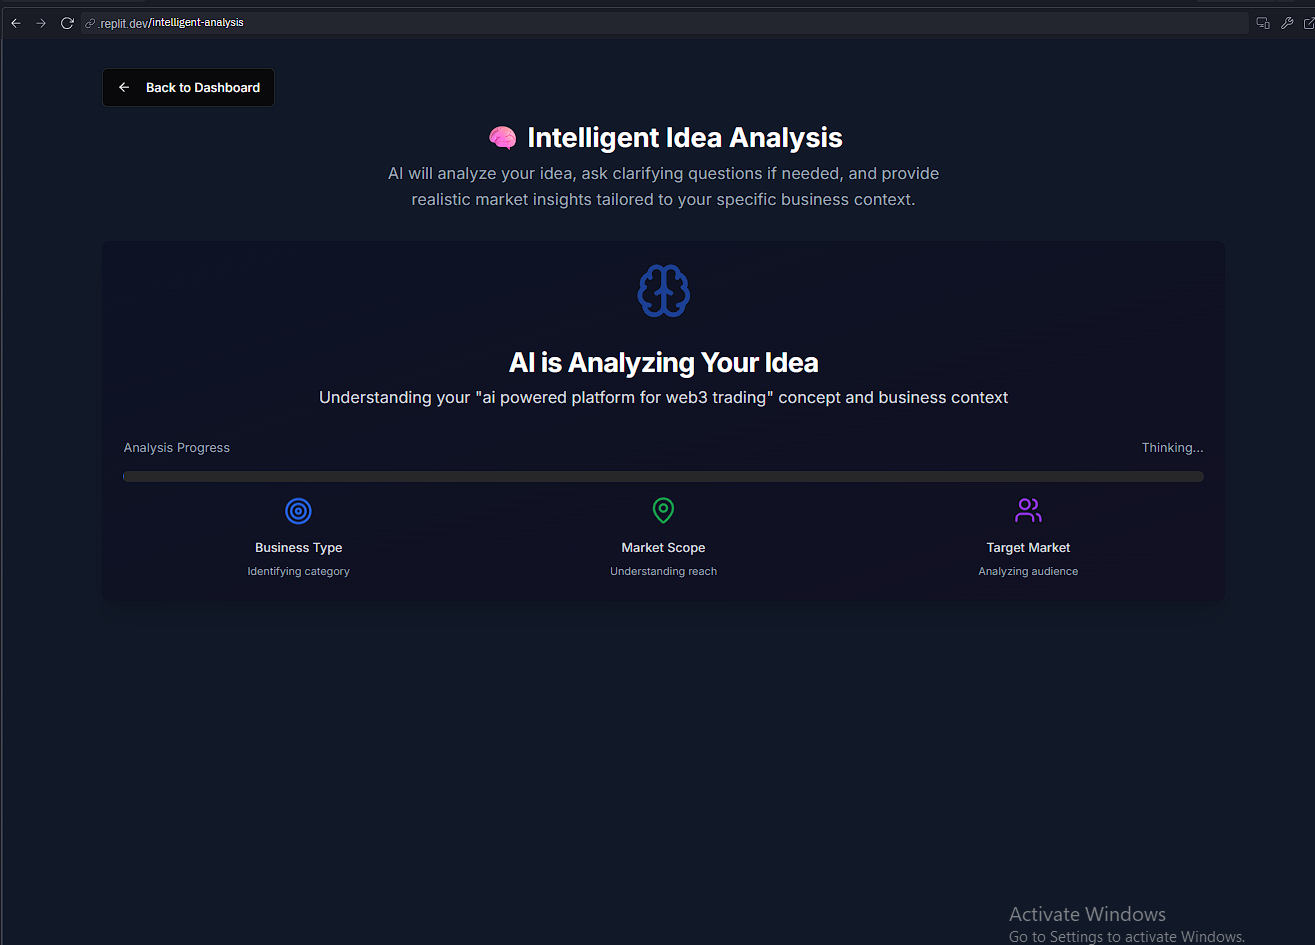 .replit.dev/intelligent-analysis
Back to Dashboard
Intelligent Idea Analysis
AI will analyze your idea, ask clarifying questions if needed, and provide
realistic market insights tailored to your specific business context.
AI is Analyzing Your Idea
Understanding your "ai powered platform for web3 trading" concept and business context
Analysis Progress
Thinking...
Business Type
Identifying category
Market Scope
Understanding reach
Target Market
Analyzing audience
Activate Windows
Go to Settings to activate Windows.